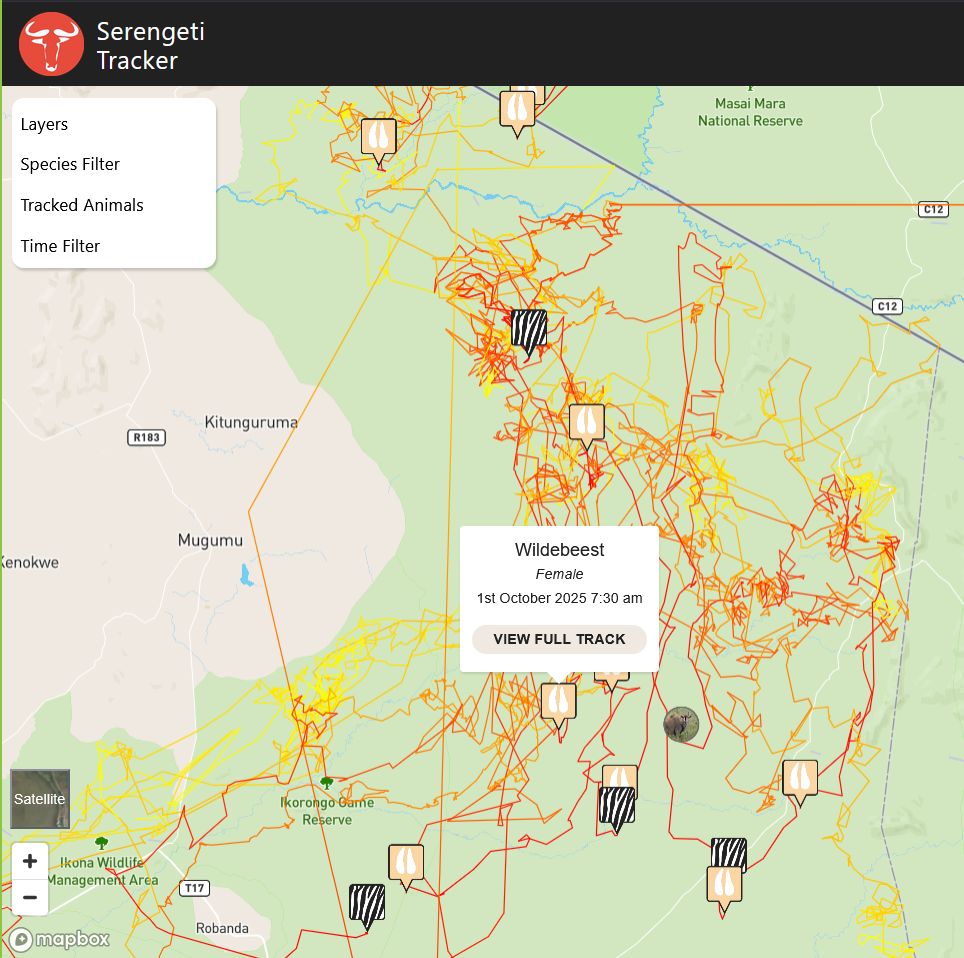 Serengeti
Tracker
Layers
Species Filter
Tracked Animals
Time Filter
Masai Mara
National Reserve
C12
C12
Kitunguruma
R183
Mugumu
Kenokwe
Wildebeest
Female
1st October 2025 7:30 am
VIEW FULL TRACK
Satellite
Ikorongo Game
Reserve
+
Ikona Wildlife
Management Area
−
T17
Robanda
mapbox